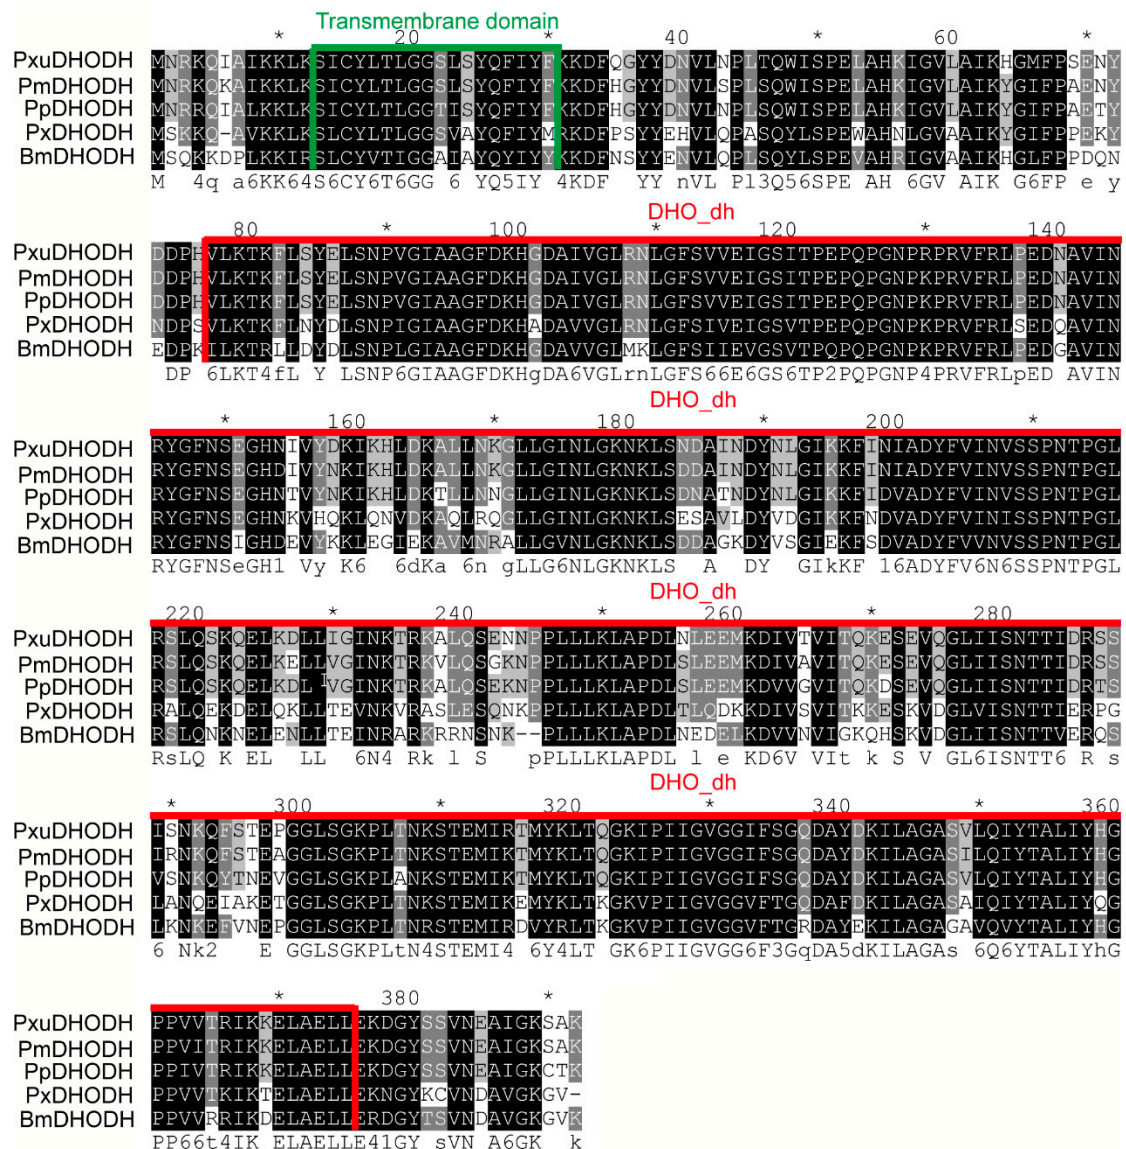 Transmembrane domain
* 20 * 40 * 60 *
PxuDHODH MNRKQIAIKKLKSICYLTLGGSLSYQFIYFKKDFQGYYDNVLNPLTQWISPELAHKIGVLAIKHGMFPSENY
PmDHODH MNRKQKAIKKLKSICYLTLGGSLSYQFIYFKKDFHGYYDNVLSPLSQWISPELAHKIGVLAIKYGIFPAENY
PpDHODH MNRRQIALKKLKSICYLTLGGTISYQFIYFKKDFHGYYDNVLNPLSQWISPELAHKIGVLAIKYGIFPAETY
PxDHODH MSKKQ-AVKKLKSLCYLTLGGSVAYQFIYMRKDFPSYYEHVLQPASQYLSPEWAHNLGVAAIKYGIFPPEKY
BmDHODH MSQKKDPLKKIRSLCYVTIGGAIAYQYIYYKKDFNSYYENVLQPLSQYLSPEVAHRIGVAAIKHGLFPPDQN
M 4q a6KK64S6CY6T6GG 6 YQ5IY 4KDF YY nVL Pl3Q56SPE AH 6GV AIK G6FP e y
DHO_dh
80 * 100 * 120 * 140
PxuDHODH DDPHVLKTKFLSYELSNPVGIAAGFDKHGDAIVGLRNLGFSVVEIGSITPEPQPGNPKPRVFRLPEDNAVIN
PmDHODH DDPHVLKTKFLSYELSNPVGIAAGFDKHGDAIVGLRNLGFSVVEIGSITPEPQPGNPKPRVFRLPEDNAVIN
PpDHODH DDPHVLKTKFLSYELSNPVGIAAGFDKHGDAIVGLRNLGFSVVEIGSITPEPQPGNPKPRVFRLPEDNAVIN
PxDHODH NDPSVLKTKFLNYDLSNPIGIAAGFDKHADAVVGLRNLGFSIVEIGSVTPEPQPGNPKPRVFRLSEDQAVIN
BmDHODH EDPKILKTRLLDYDLSNPLGIAAGFDKHGDAVVGLMKLGFSIIEVGSVTPQPQPGNPKPRVFRLPEDGAVIN
DP 6LKT4fL Y LSNP6GIAAGFDKHgDA6VGLrnLGFS66E6GS6TP2PQPGNP4PRVFRLpED AVIN
DHO_dh
* 160 * 180 * 200 *
PxuDHODH RYGFNSEGHNIVYDKIKHLDKALLNKGLLGINLGKNKLSNDAINDYNLGIKKFINIADYFVINVSSPNTPGL
PmDHODH RYGFNSEGHDIVYNKIKHLDKALLNKGLLGINLGKNKLSDDAINDYNLGIKKFINIADYFVINVSSPNTPGL
PpDHODH RYGFNSEGHNTVYNKIKHLDKTLLNNGLLGINLGKNKLSDNATNDYNLGIKKFIDVADYFVINVSSPNTPGL
PxDHODH RYGFNSEGHNKVHQKLQNVDKAQLRQGLLGINLGKNKLSESAVLDYVDGIKKFNDVADYFVINISSPNTPGL
BmDHODH RYGFNSIGHDEVYKKLEGIEKAVMNRALLGVNLGKNKLSDDAGKDYVSGIEKFSDVADYFVVNVSSPNTPGL
RYGFNSeGH1 Vy K6 6dKa 6n gLLG6NLGKNKLS A DY GIkKF 16ADYFV6N6SSPNTPGL
DHO_dh
220 * 240 * 260 * 280
PxuDHODH RSLQSKQELKDLLIGINKTRKALQSENNPPLLLKLAPDLNLEEMKDIVTVITQKESEVQGLIISNTTIDRSS
PmDHODH RSLQSKQELKELLVGINKTRKVLQSGKNPPLLLKLAPDLSLEEMKDIVAVITQKESEVQGLIISNTTIDRSS
PpDHODH RSLQSKQELKDLIVGINKTRKALQSEKNPPLLLKLAPDLSLEEMKDVVGVITQKDSEVQGLIISNTTIDRTS
PxDHODH RALQEKDELQKLLTEVNKVRASLESQNKPPLLLKLAPDLTLQDKKDIVSVITKKESKVDGLVISNTTIERPG
BmDHODH RSLQNKNELENLLTEINRARKRRNSNK--PLLLKLAPDLNEDELKDVVNVIGKQHSKVDGLIISNTTVERQS
RsLQ K EL LL 6N4 Rk l S pPLLLKLAPDL l e KD6V VIt k S V GL6ISNTT6 R s
DHO_dh
* 300 * 320 * 340 * 360
PxuDHODH ISNKQFSTEPGGLSGKPLTNKSTEMIRTMYKLTQGKIPIIGVGGIFSGQDAYDKILAGASVLQIYTALIYHG
PmDHODH IRNKQFSTEAGGLSGKPLTNKSTEMIKTMYKLTQGKIPIIGVGGIFSGQDAYDKILAGASILQIYTALIYHG
PpDHODH VSNKQYTNEVGGLSGKPLANKSTEMIKTMYKLTQGKIPIIGVGGIFSGQDAYDKILAGASVLQIYTALIYHG
PxDHODH LANQEIAKETGGLSGKPLTNKSTEMIKEMYKLTKGKVPIIGVGGVFTGQDAFDKILAGASAIQIYTALIYQG
BmDHODH LKNKEFVNEPGGLSGKPLTNRSTEMIRDVYRLTKGKIPIIGVGGVFTGRDAYEKILAGAGAVQVYTALIYHG
6 Nk2 E GGLSGKPLtN4STEMI4 6Y4LT GK6PIIGVGG6F3GqDA5dKILAGAs 6Q6YTALIYhG
* 380 *
PxuDHODH PPVVTRIKKELAELLEKDGYSSVNEAIGKSAK
PmDHODH PPVITRIKKELAELLEKDGYSSVNEAIGKSAK
PpDHODH PPVITRIKKELAELLEKDGYSSVNEAIGKCTK
PxDHODH PPVVTKIKTELAELLEKNGYKCVNDAVGKGV-
BmDHODH PPVVRRIKDELAELLERDGYTSVNDAVGKGVK
PP66t4IK ELAELLE41GY sVN A6GK k